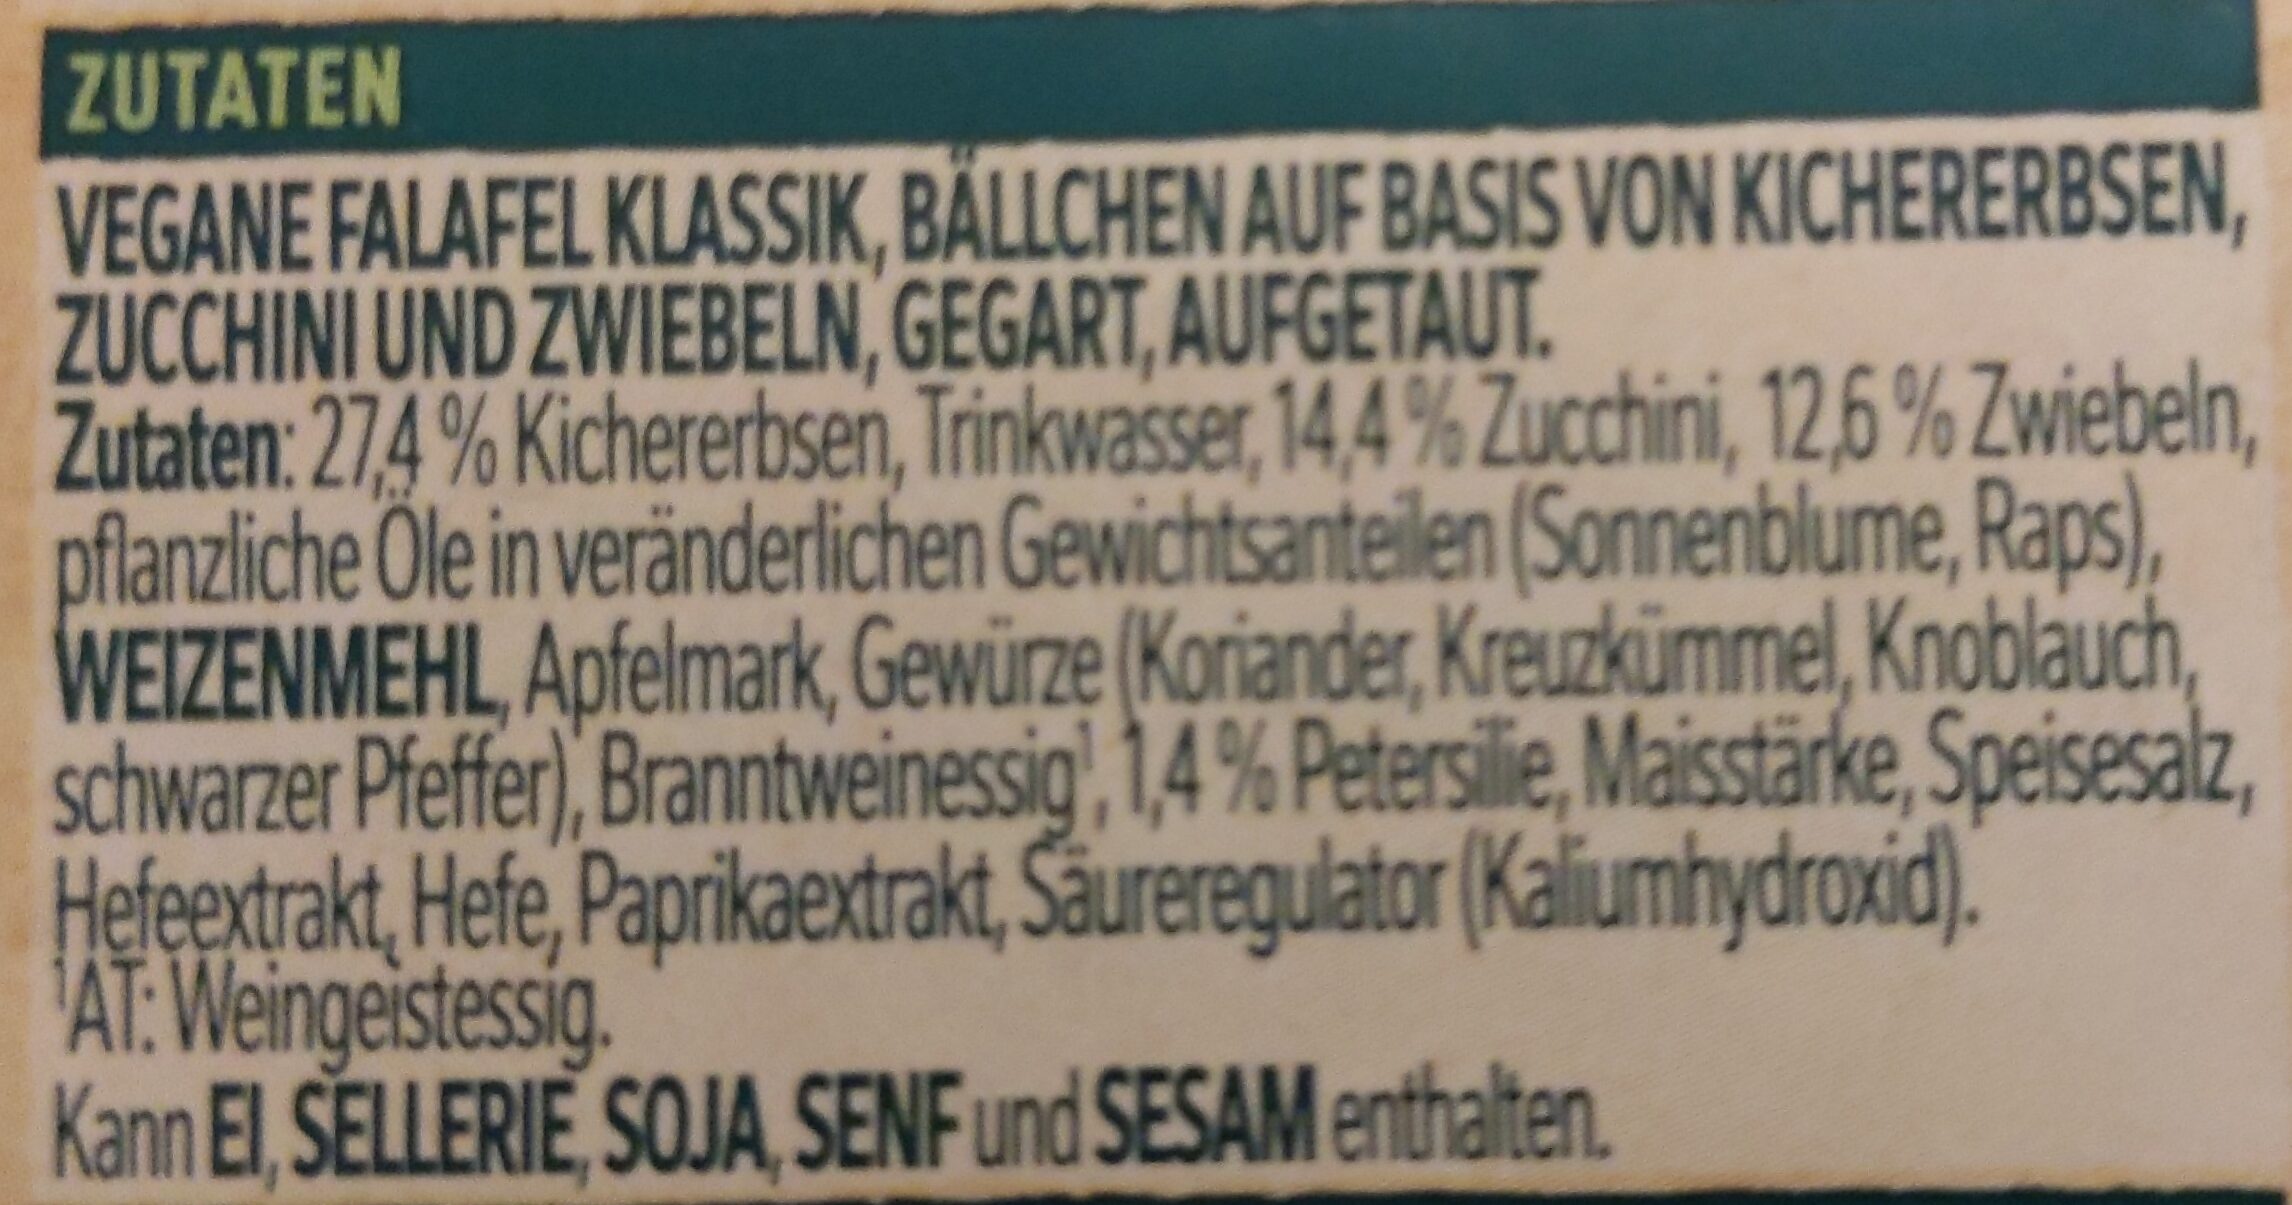 ZUTATEN
VEGANE FALAFEL KLASSIK, BÄLLCHEN AUF BASIS VON KICHERERBSEN,
ZUCCHINI UND ZWIEBELN, GEGART, AUFGETAUT.
Zutaten: 27,4 % Kichererbsen, Trinkwasser, 14,4 % Zucchini, 12,6 % Zwiebeln,
pflanzliche Öle in veränderlichen Gewichtsanteilen (Sonnenblume, Raps),
WEIZENMEHL, Apfelmark, Gewürze (Koriander, Kreuzkümmel, Knoblauch,
schwarzer Pfeffer), Branntweinessig¹, 1,4 % Petersilie, Maisstärke, Speisesalz,
Hefeextrakt, Hefe, Paprikaextrakt, Säureregulator (Kaliumhydroxid).
¹AT: Weingeistessig.
Kann EI, SELLERIE, SOJA, SENF und SESAM enthalten.